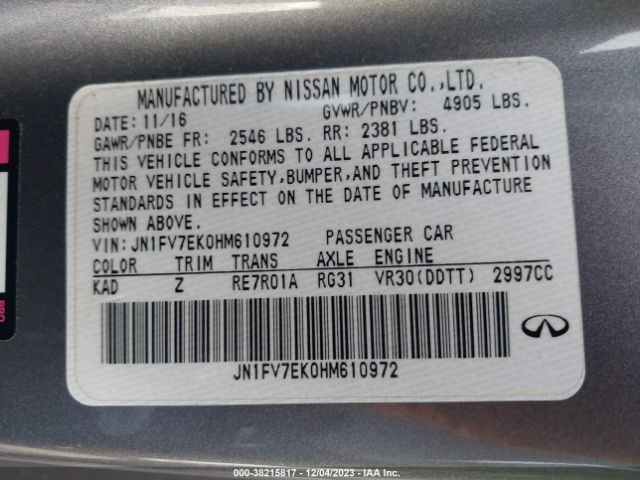 MANUFACTURED BY NISSAN MOTOR CO.,LTD.
DATE: 11/16 GVWR/PNBV: 4905 LBS.
GAWR/PNBE FR: 2546 LBS. RR: 2381 LBS.
THIS VEHICLE CONFORMS TO ALL APPLICABLE FEDERAL
MOTOR VEHICLE SAFETY,BUMPER,AND THEFT PREVENTION
STANDARDS IN EFFECT ON THE DATE OF MANUFACTURE
SHOWN ABOVE.
VIN:JN1FV7EK0HM610972 PASSENGER CAR
COLOR TRIM TRANS AXLE ENGINE
KAD Z RE7R01A RG31 VR30(DDTT) 2997CC
JN1FV7EK0HM610972
000-38215817 - 12/04/2023 - IAA Inc.